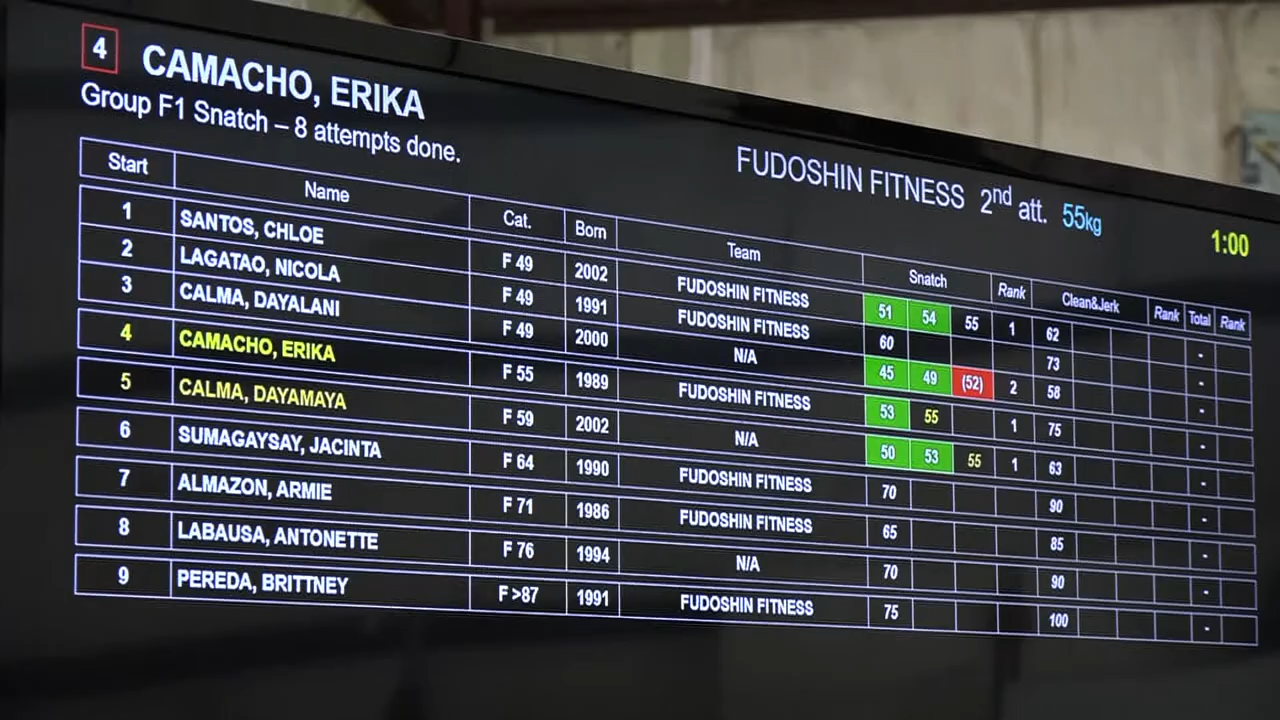 4 CAMACHO, ERIKA
Group F1 Snatch – 8 attempts done.
FUDOSHIN FITNESS 2nd att. 55kg
1:00
Start Name Cat. Born Team Snatch Rank Clean&Jerk Rank Total Rank
1 SANTOS, CHLOE F 49 2002 FUDOSHIN FITNESS 51 54 55 1 62 -
2 LAGATAO, NICOLA F 49 1991 FUDOSHIN FITNESS 60 73 -
3 CALMA, DAYALANI F 49 2000 N/A 45 49 (52) 2 58 -
4 CAMACHO, ERIKA F 55 1989 FUDOSHIN FITNESS 53 55 1 75 -
5 CALMA, DAYAMAYA F 59 2002 N/A 50 53 55 1 63 -
6 SUMAGAYSAY, JACINTA F 64 1990 FUDOSHIN FITNESS 70 90 -
7 ALMAZON, ARMIE F 71 1986 FUDOSHIN FITNESS 65 85 -
8 LABAUSA, ANTONETTE F 76 1994 N/A 70 90 -
9 PEREDA, BRITTNEY F >87 1991 FUDOSHIN FITNESS 75 100 -